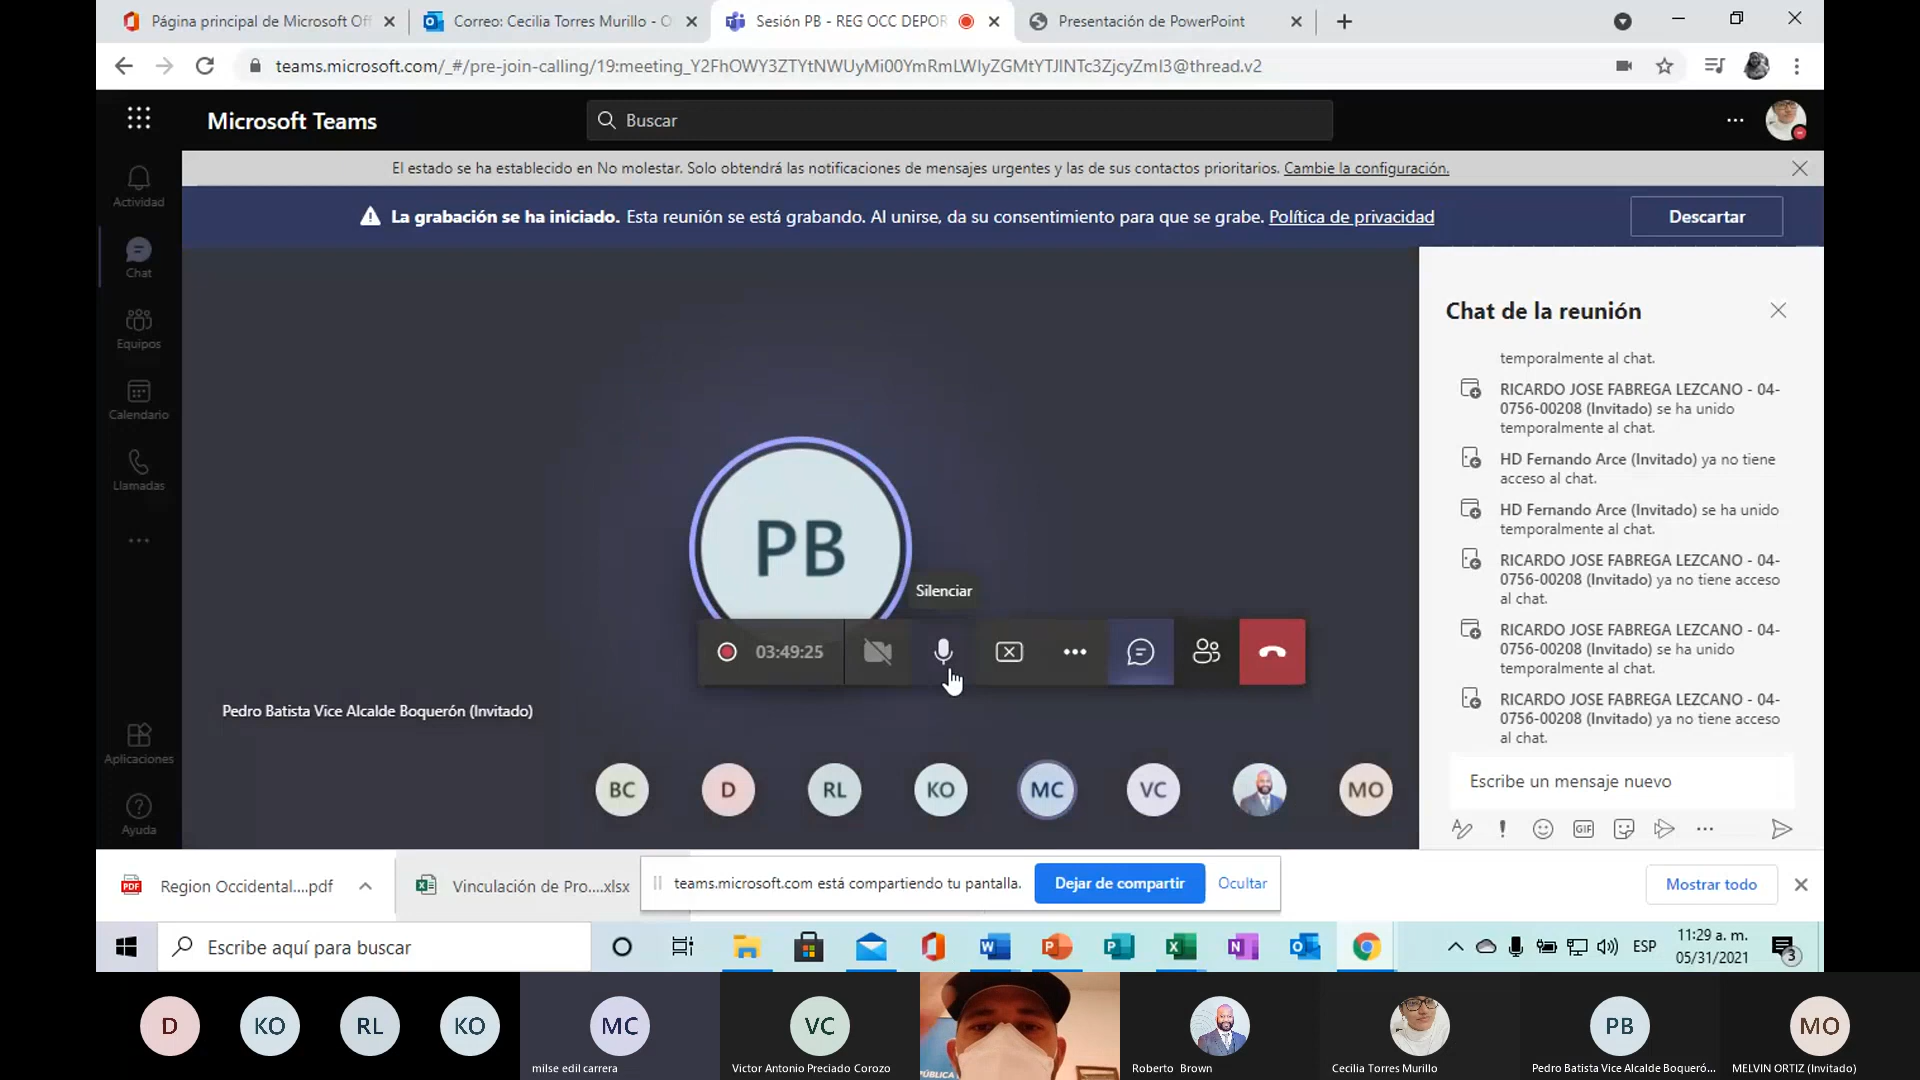 Página principal de Microsoft Off
Correo: Cecilia Torres Murillo - O
Sesión PB - REG OCC DEPOR
Presentación de PowerPoint
teams.microsoft.com/_#/pre-join-calling/19:meeting_Y2FhOWY3ZTYtNWUyMi00YmRmLWIyZGMtYTJlNTc3ZjcyZmI3@thread.v2
Microsoft Teams
Buscar
El estado se ha establecido en No molestar. Solo obtendrá las notificaciones de mensajes urgentes y las de sus contactos prioritarios. Cambie la configuración.
La grabación se ha iniciado. Esta reunión se está grabando. Al unirse, da su consentimiento para que se grabe. Política de privacidad
Descartar
Actividad
Chat
Equipos
Calendario
Llamadas
Aplicaciones
Ayuda
PB
Silenciar
03:49:25
Pedro Batista Vice Alcalde Boquerón (Invitado)
BC
D
RL
KO
MC
VC
MO
Chat de la reunión
temporalmente al chat.
RICARDO JOSE FABREGA LEZCANO - 04-
0756-00208 (Invitado) se ha unido
temporalmente al chat.
HD Fernando Arce (Invitado) ya no tiene
acceso al chat.
HD Fernando Arce (Invitado) se ha unido
temporalmente al chat.
RICARDO JOSE FABREGA LEZCANO - 04-
0756-00208 (Invitado) ya no tiene acceso
al chat.
RICARDO JOSE FABREGA LEZCANO - 04-
0756-00208 (Invitado) se ha unido
temporalmente al chat.
RICARDO JOSE FABREGA LEZCANO - 04-
0756-00208 (Invitado) ya no tiene acceso
al chat.
Escribe un mensaje nuevo
GIF
PDF
Region Occidental....pdf
Vinculación de Pro....xlsx
teams.microsoft.com está compartiendo tu pantalla.
Dejar de compartir
Ocultar
Mostrar todo
Escribe aquí para buscar
ESP
11:29 a. m.
05/31/2021
3
D
KO
RL
KO
MC
milse edil carrera
VC
Victor Antonio Preciado Corozo
Roberto Brown
Cecilia Torres Murillo
PB
Pedro Batista Vice Alcalde Boqueró...
MO
MELVIN ORTIZ (Invitado)